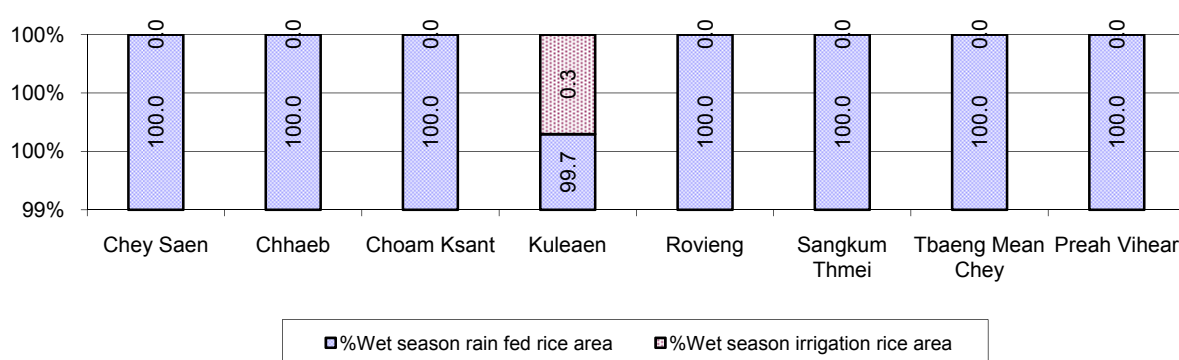 100%
100%
100%
99%
0.0 0.0 0.0 0.3 0.0 0.0 0.0 0.0
100.0 100.0 100.0 99.7 100.0 100.0 100.0 100.0
Chey Saen Chhaeb Choam Ksant Kuleaen Rovieng Sangkum Thmei Tbaeng Mean Chey Preah Vihear
%Wet season rain fed rice area %Wet season irrigation rice area